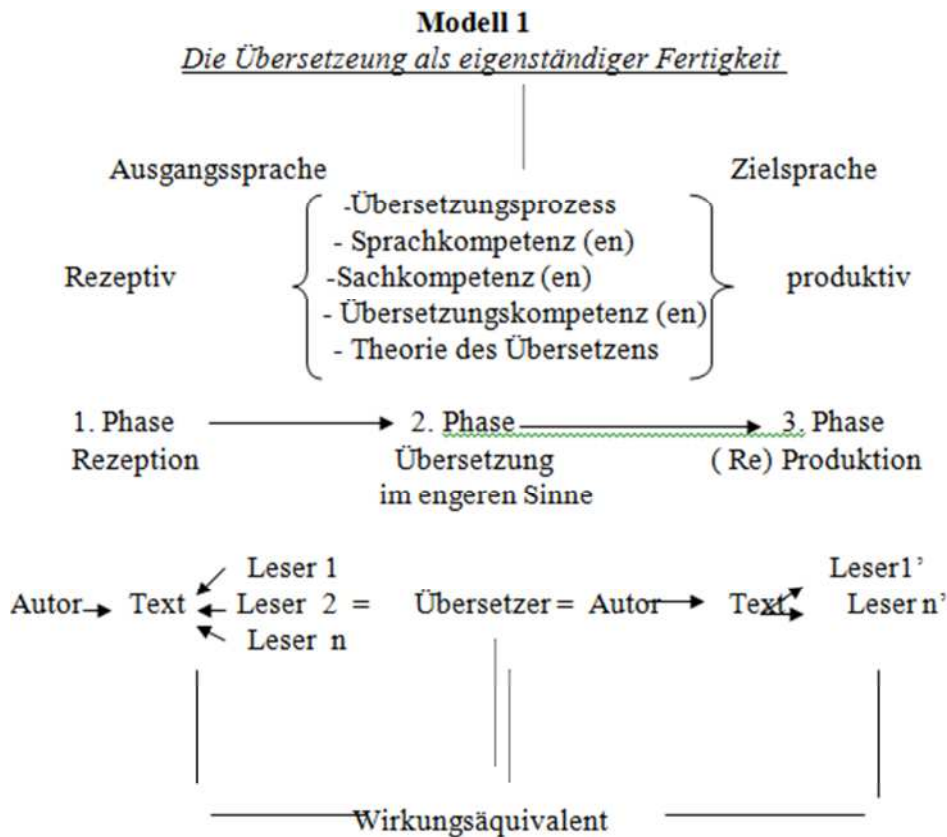 Modell 1
Die Übersetzeung als eigenständiger Fertigkeit
Ausgangssprache Zielsprache
-Übersetzungsprozess
- Sprachkompetenz (en)
Rezeptiv -Sachkompetenz (en) produktiv
- Übersetzungskompetenz (en)
- Theorie des Übersetzens
1. Phase 2. Phase 3. Phase
Rezeption Übersetzung ( Re) Produktion
im engeren Sinne
Leser 1 Leser1’
Autor Text Leser 2 = Übersetzer = Autor Text Leser n’
Leser n
Wirkungsäquivalent